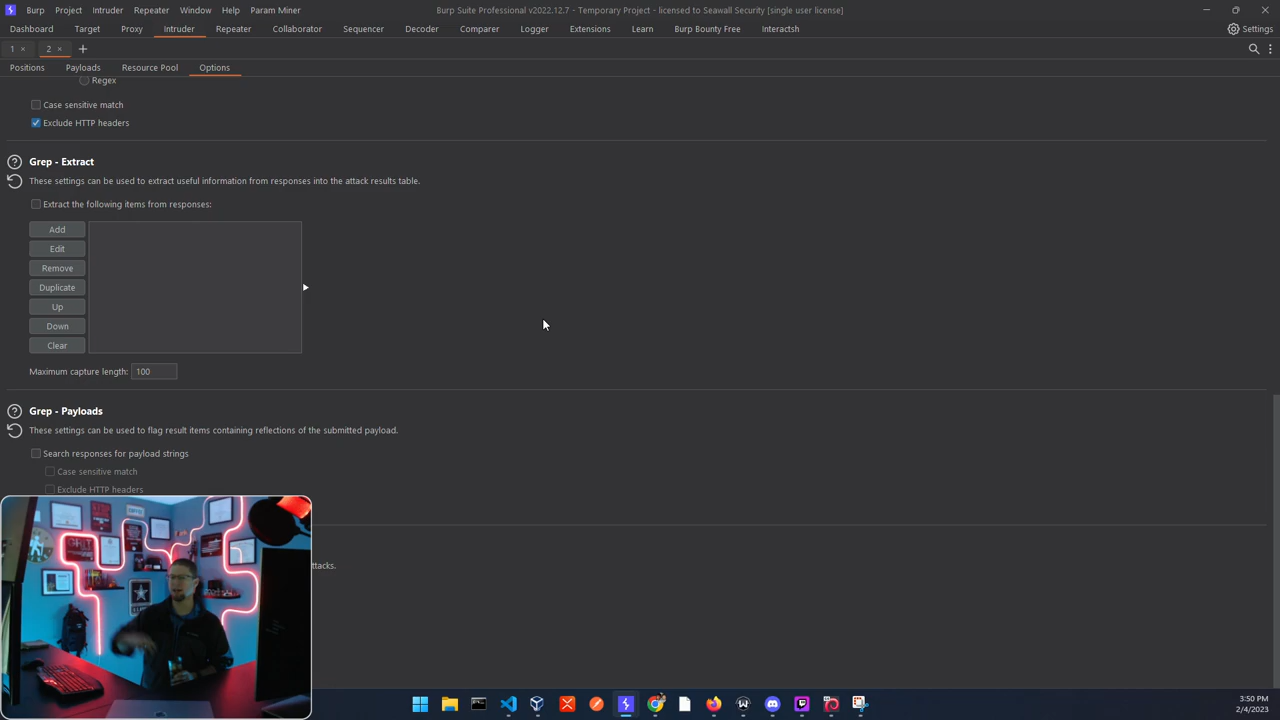 Burp Project Intruder Repeater Window Help Param Miner
Burp Suite Professional v2022.12.7 - Temporary Project - licensed to Seawall Security [single user license]
Dashboard Target Proxy Intruder Repeater Collaborator Sequencer Decoder Comparer Logger Extensions Learn Burp Bounty Free Interactsh Settings
1 × 2 × +
Positions Payloads Resource Pool Options
Regex
Case sensitive match
Exclude HTTP headers
Grep - Extract
These settings can be used to extract useful information from responses into the attack results table.
Extract the following items from responses:
Add
Edit
Remove
Duplicate
Up
Down
Clear
Maximum capture length: 100
Grep - Payloads
These settings can be used to flag result items containing reflections of the submitted payload.
Search responses for payload strings
Case sensitive match
Exclude HTTP headers
ttacks.
3:50 PM
2/4/2023